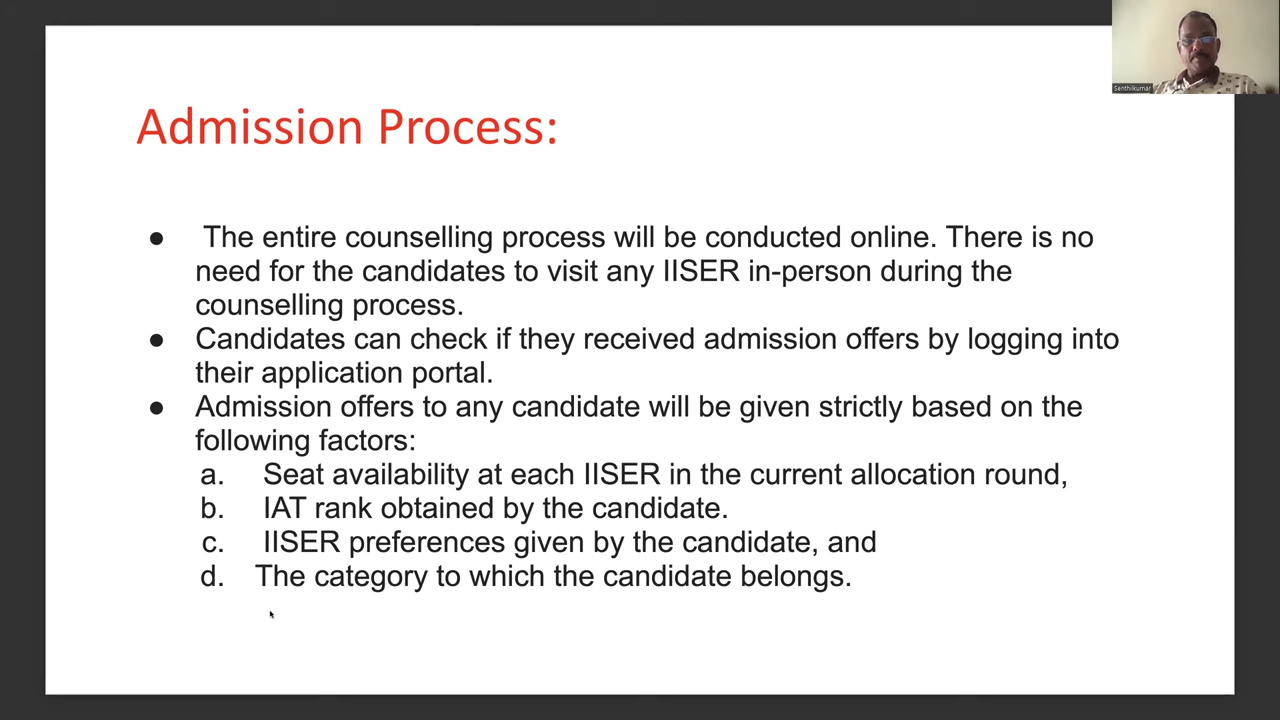 Senthilkumar
Admission Process:
● The entire counselling process will be conducted online. There is no
need for the candidates to visit any IISER in-person during the
counselling process.
● Candidates can check if they received admission offers by logging into
their application portal.
● Admission offers to any candidate will be given strictly based on the
following factors:
a. Seat availability at each IISER in the current allocation round,
b. IAT rank obtained by the candidate.
c. IISER preferences given by the candidate, and
d. The category to which the candidate belongs.